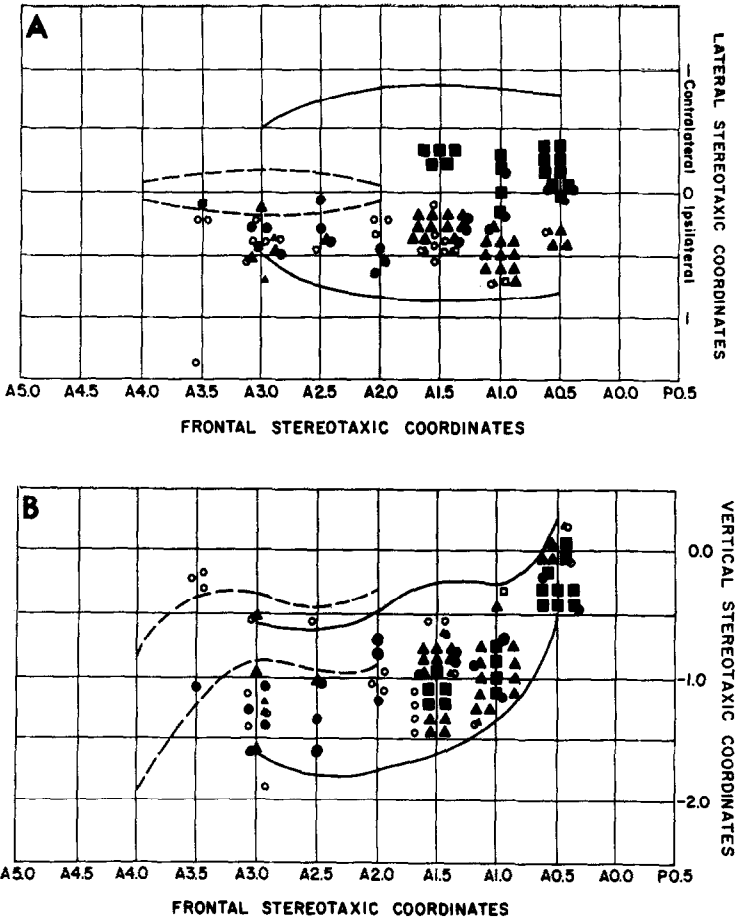 A
1
Contralateral
0
Ipsilateral
1
LATERAL STEREOTAXIC COORDINATES
A5.0 A4.5 A4.0 A3.5 A3.0 A2.5 A2.0 A1.5 A1.0 A0.5 A0.0 P0.5
FRONTAL STEREOTAXIC COORDINATES
B
0.0
-1.0
-2.0
VERTICAL STEREOTAXIC COORDINATES
A5.0 A4.5 A4.0 A3.5 A3.0 A2.5 A2.0 A1.5 A1.0 A0.5 A0.0 P0.5
FRONTAL STEREOTAXIC COORDINATES